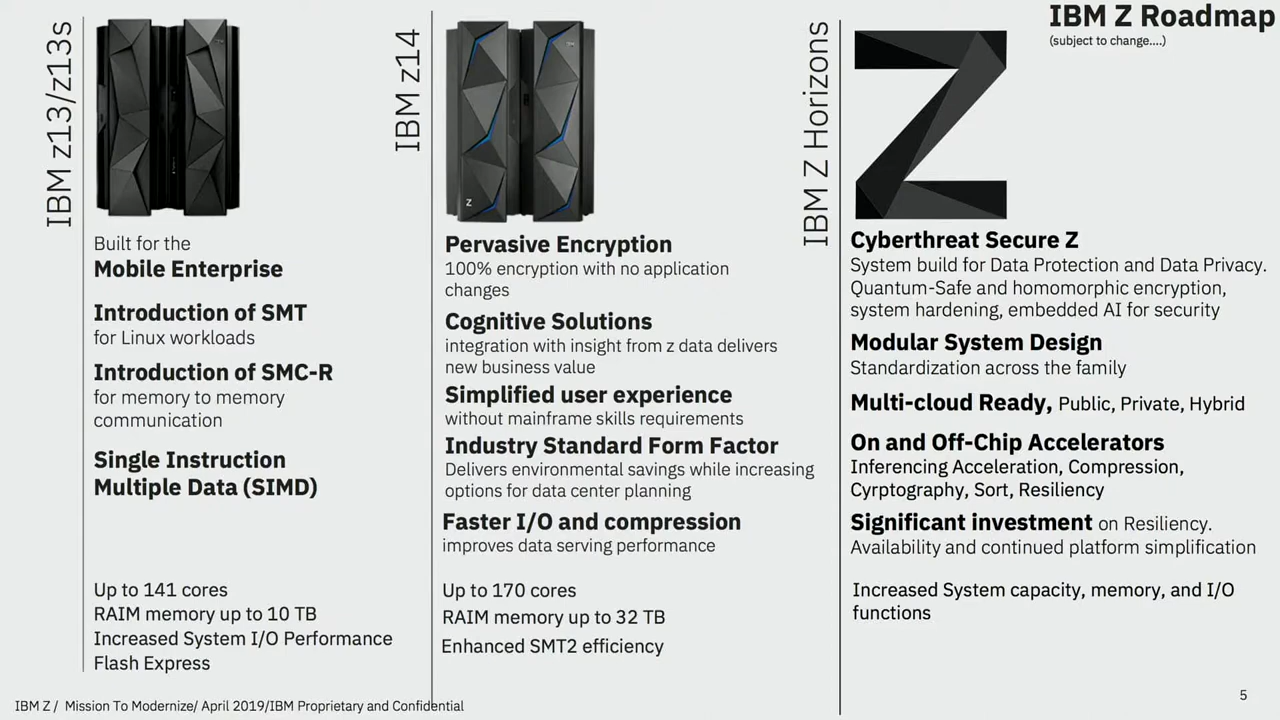 IBM Z Roadmap
(subject to change....)
IBM z13/z13s
Built for the
Mobile Enterprise
Introduction of SMT
for Linux workloads
Introduction of SMC-R
for memory to memory
communication
Single Instruction
Multiple Data (SIMD)
Up to 141 cores
RAIM memory up to 10 TB
Increased System I/O Performance
Flash Express
IBM z14
Z
Pervasive Encryption
100% encryption with no application
changes
Cognitive Solutions
integration with insight from z data delivers
new business value
Simplified user experience
without mainframe skills requirements
Industry Standard Form Factor
Delivers environmental savings while increasing
options for data center planning
Faster I/O and compression
improves data serving performance
Up to 170 cores
RAIM memory up to 32 TB
Enhanced SMT2 efficiency
IBM Z Horizons
Z
Cyberthreat Secure Z
System build for Data Protection and Data Privacy.
Quantum-Safe and homomorphic encryption,
system hardening, embedded AI for security
Modular System Design
Standardization across the family
Multi-cloud Ready, Public, Private, Hybrid
On and Off-Chip Accelerators
Inferencing Acceleration, Compression,
Cyrptography, Sort, Resiliency
Significant investment on Resiliency.
Availability and continued platform simplification
Increased System capacity, memory, and I/O
functions
IBM Z / Mission To Modernize/ April 2019/IBM Proprietary and Confidential
5